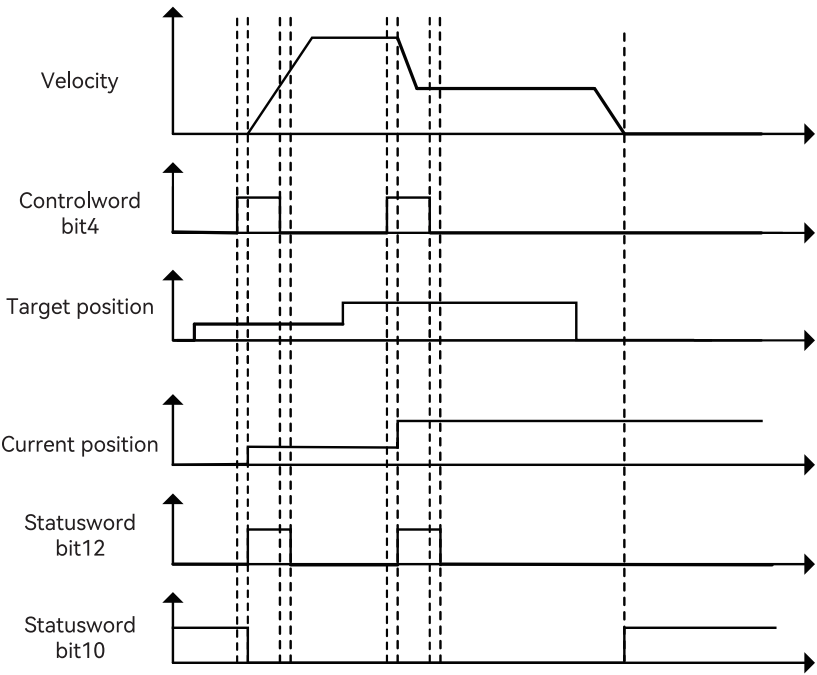 Velocity
Controlword
bit4
Target position
Current position
Statusword
bit12
Statusword
bit10